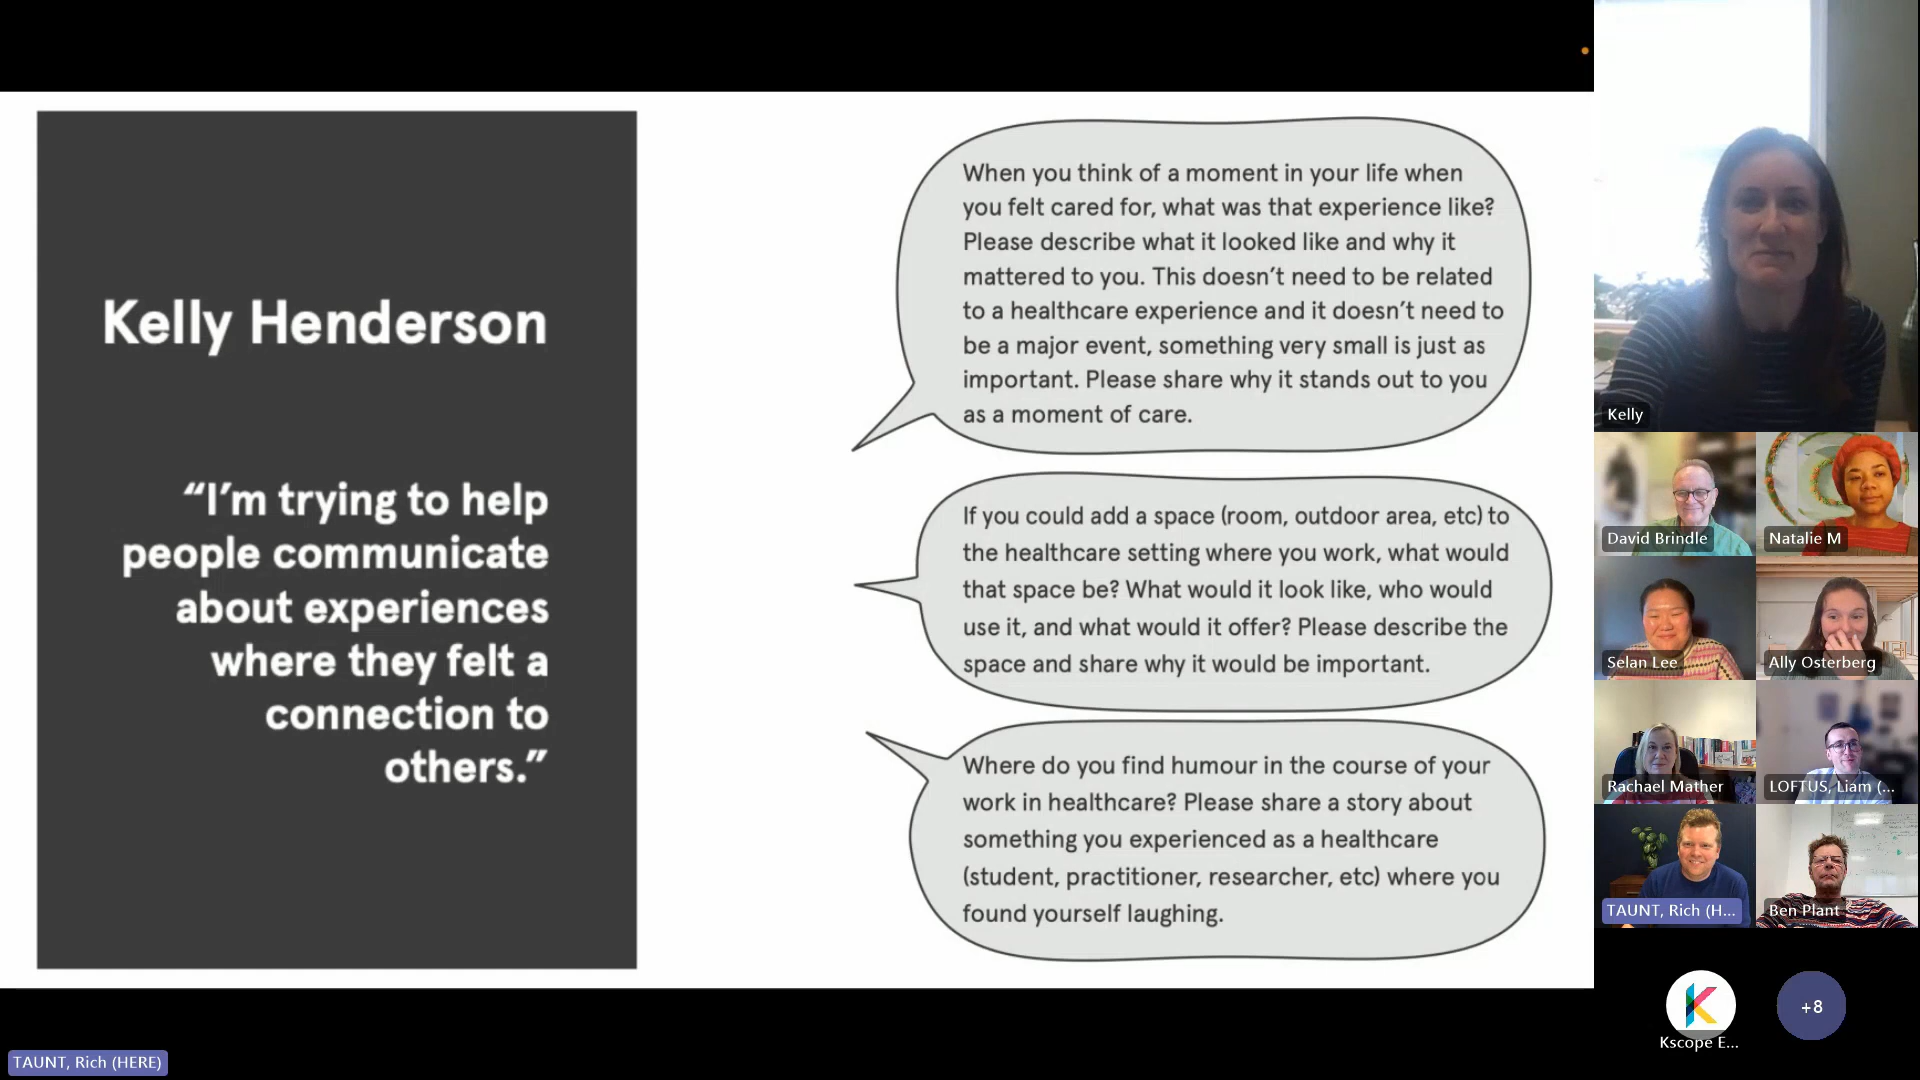 Kelly Henderson
“I’m trying to help
people communicate
about experiences
where they felt a
connection to
others.”
When you think of a moment in your life when
you felt cared for, what was that experience like?
Please describe what it looked like and why it
mattered to you. This doesn’t need to be related
to a healthcare experience and it doesn’t need to
be a major event, something very small is just as
important. Please share why it stands out to you
as a moment of care.
If you could add a space (room, outdoor area, etc) to
the healthcare setting where you work, what would
that space be? What would it look like, who would
use it, and what would it offer? Please describe the
space and share why it would be important.
Where do you find humour in the course of your
work in healthcare? Please share a story about
something you experienced as a healthcare
(student, practitioner, researcher, etc) where you
found yourself laughing.
Kelly
David Brindle
Natalie M
Selan Lee
Ally Osterberg
Rachael Mather
LOFTUS, Liam (...
TAUNT, Rich (H...
Ben Plant
K
+8
Kscope E...
TAUNT, Rich (HERE)